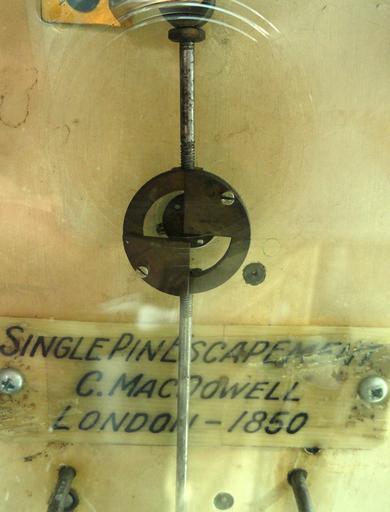 SINGLE PIN ESCAPEMENT
C. MACDOWELL
LONDON - 1850